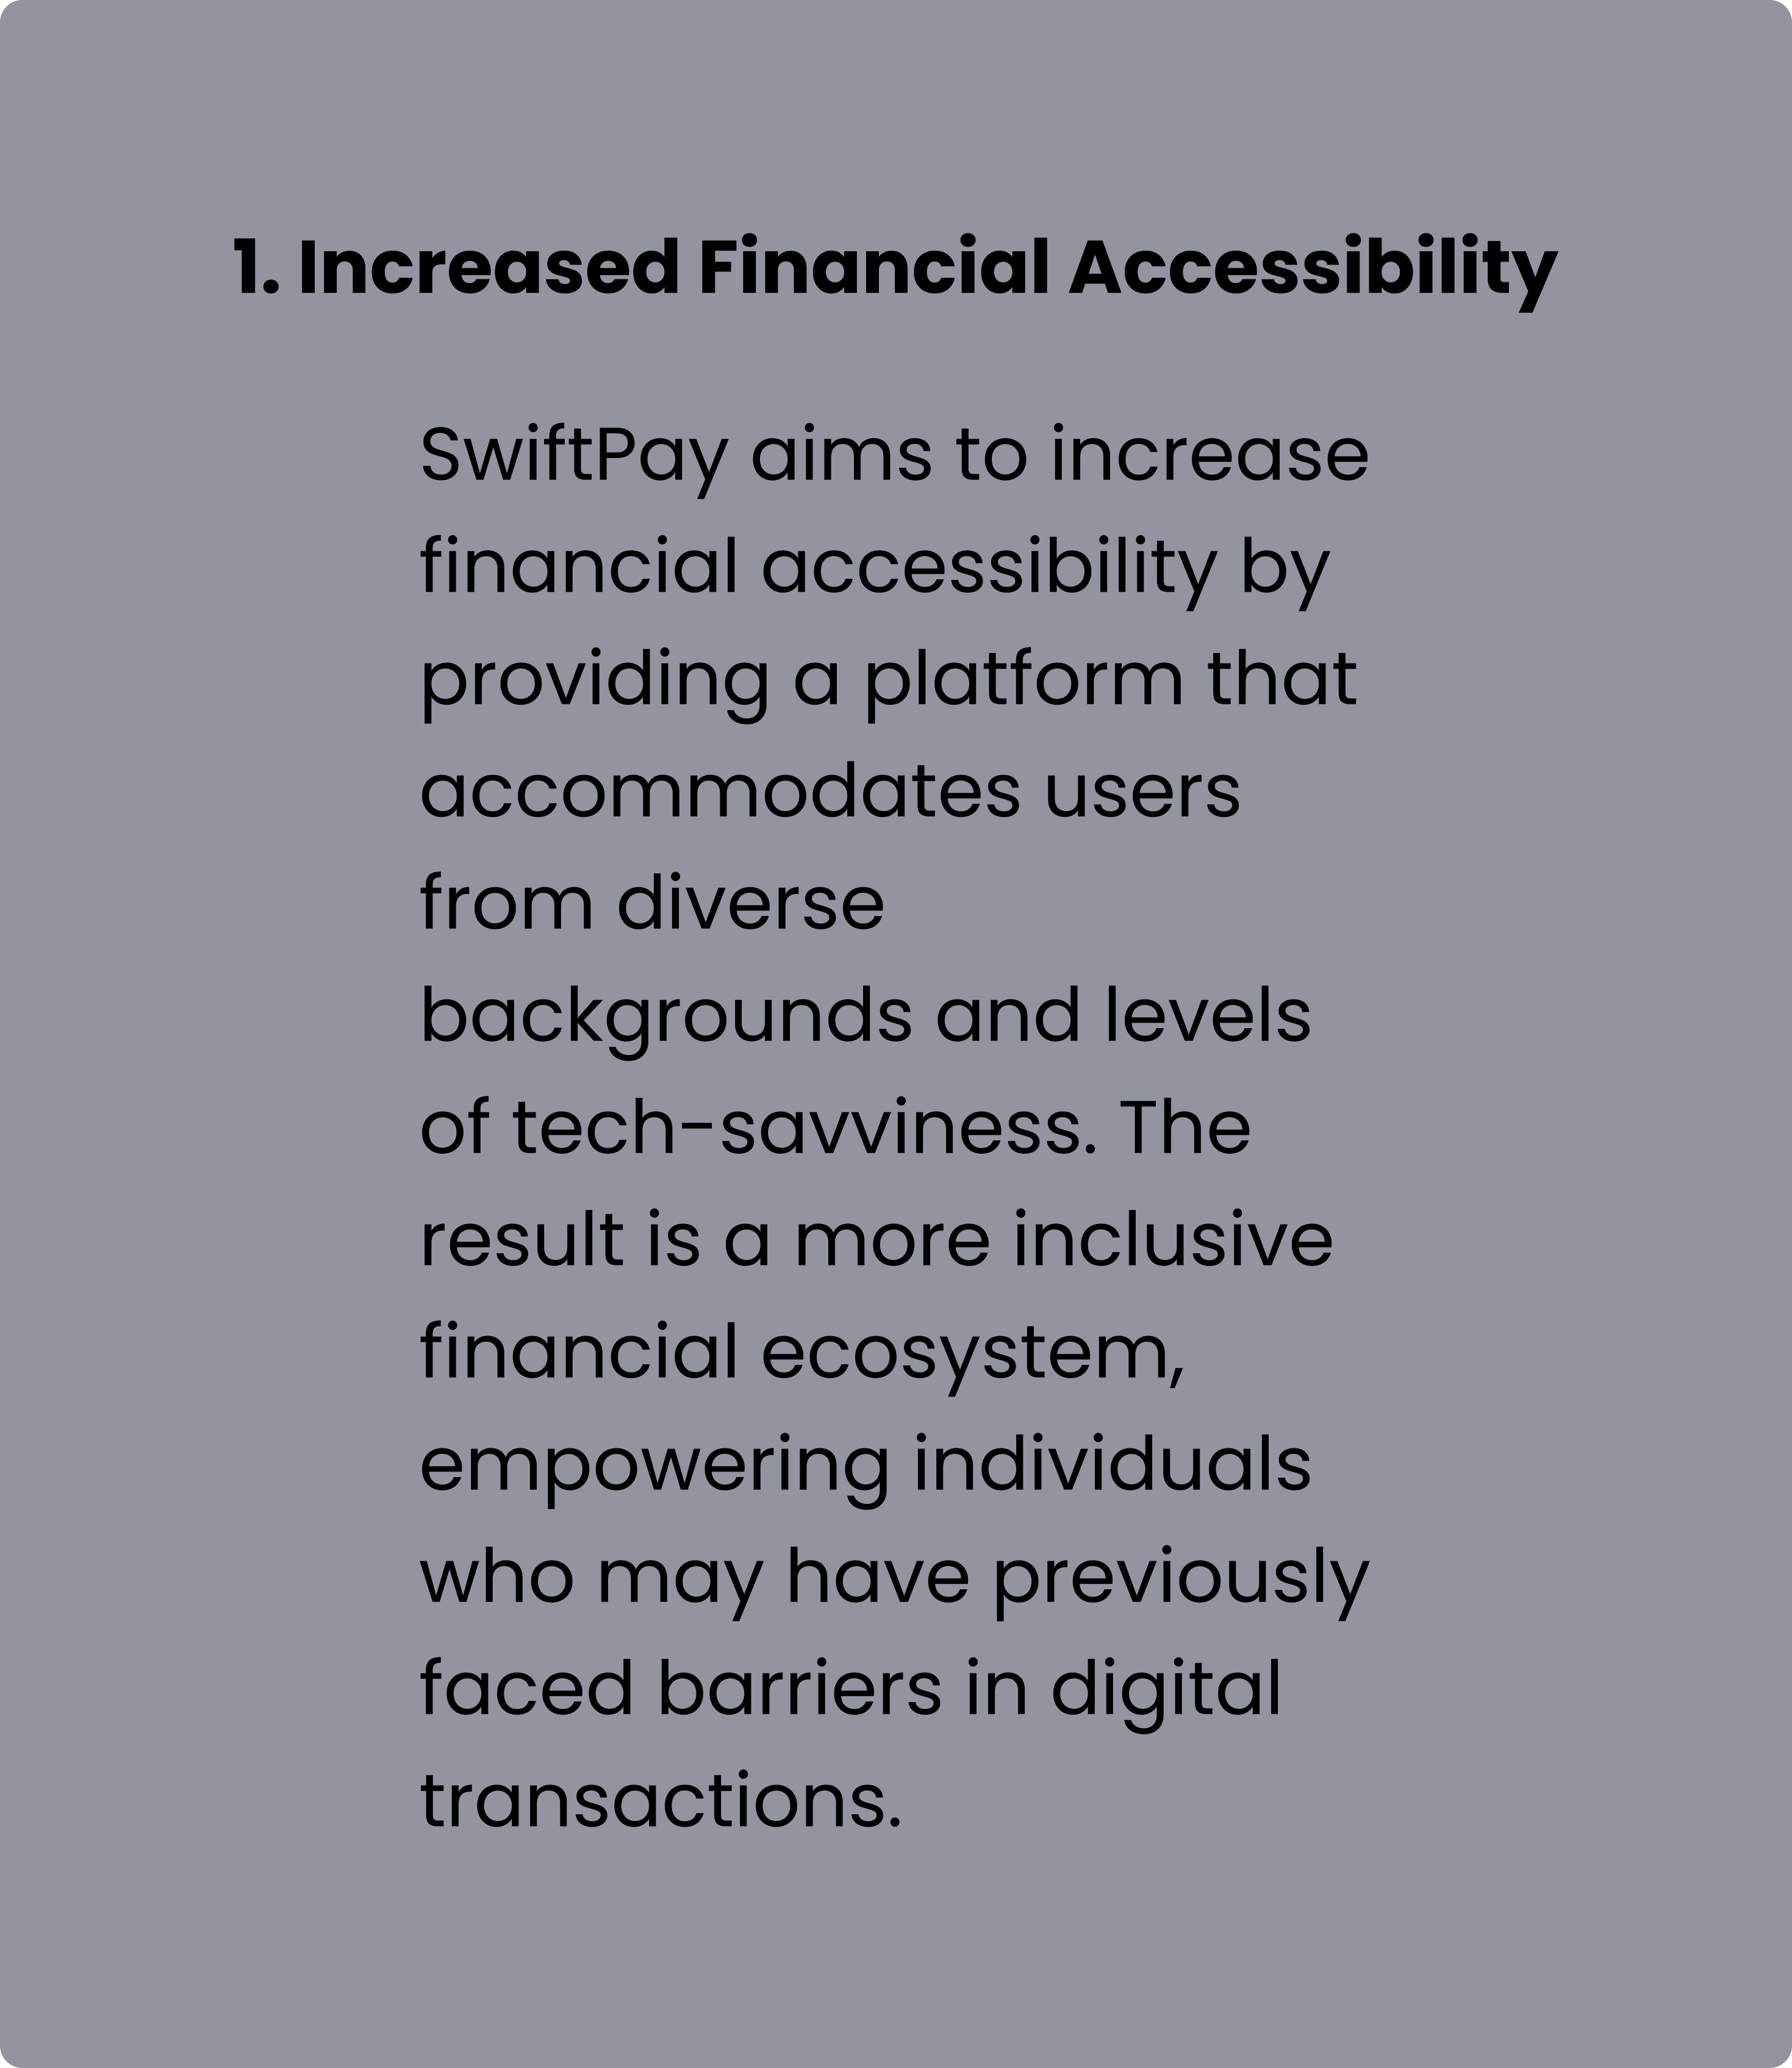 1. Increased Financial Accessibility
SwiftPay aims to increase
financial accessibility by
providing a platform that
accommodates users
from diverse
backgrounds and levels
of tech-savviness. The
result is a more inclusive
financial ecosystem,
empowering individuals
who may have previously
faced barriers in digital
transactions.